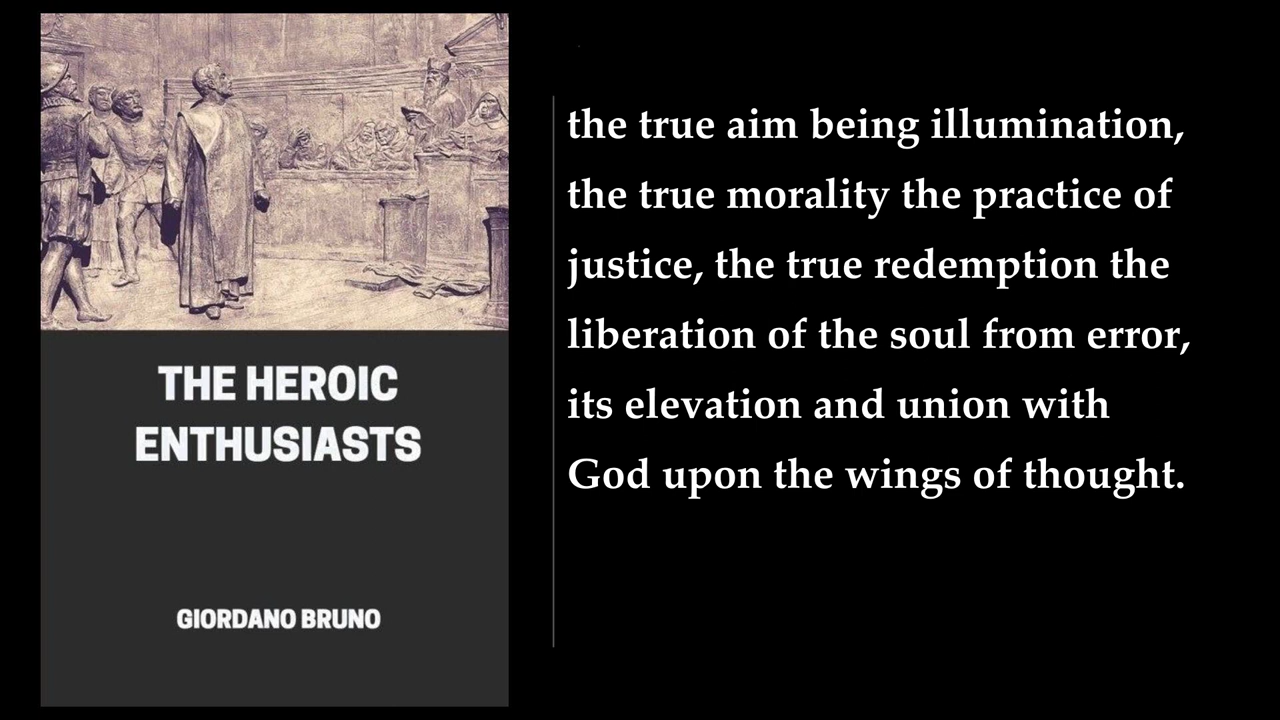 THE HEROIC
ENTHUSIASTS
GIORDANO BRUNO
the true aim being illumination,
the true morality the practice of
justice, the true redemption the
liberation of the soul from error,
its elevation and union with
God upon the wings of thought.